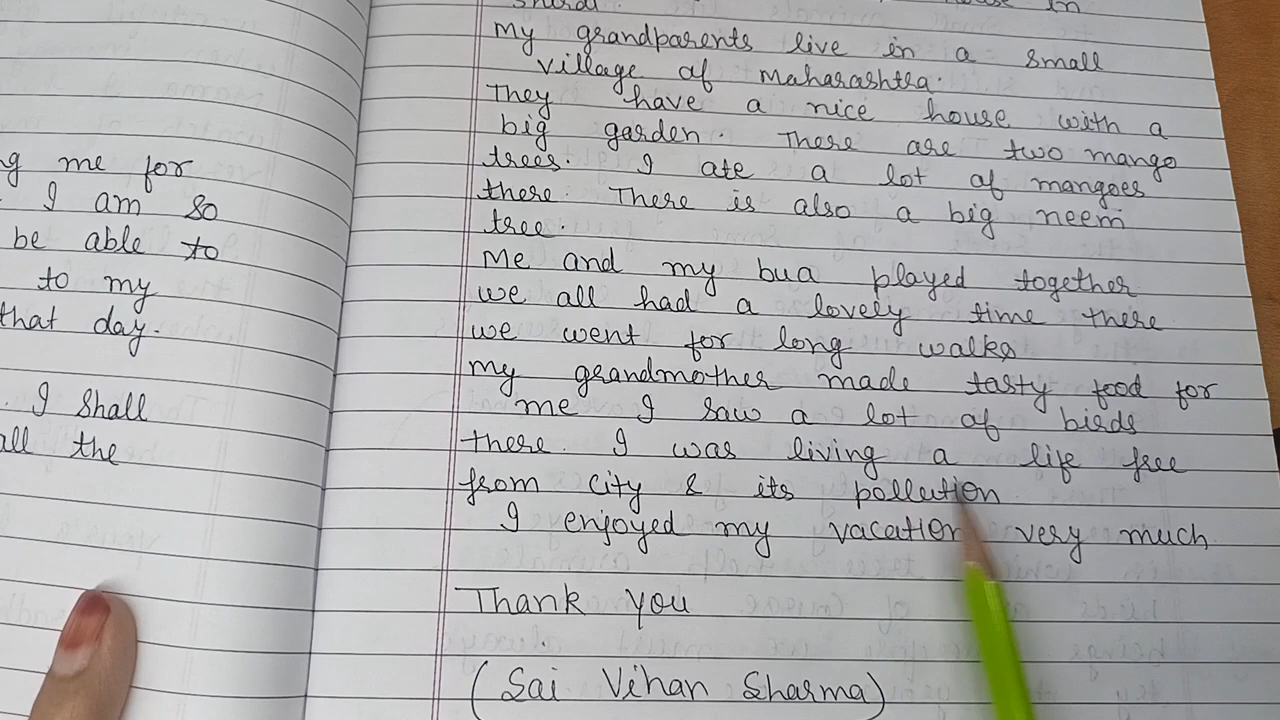 ng me for
I am so
be able to
to my
that day.
I shall
all the
in
my grandparents live in a small
village of Maharashtra.
They have a nice house with a
big garden. There are two mango
trees. I ate a lot of mangoes
there. There is also a big neem
tree.
Me and my bua played together
we all had a lovely time there
we went for long walks
my grandmother made tasty food for
me I saw a lot of birds
there. I was living a life free
from city & its pollution
I enjoyed my vacation very much
Thank you
(Sai Vihan Sharma)